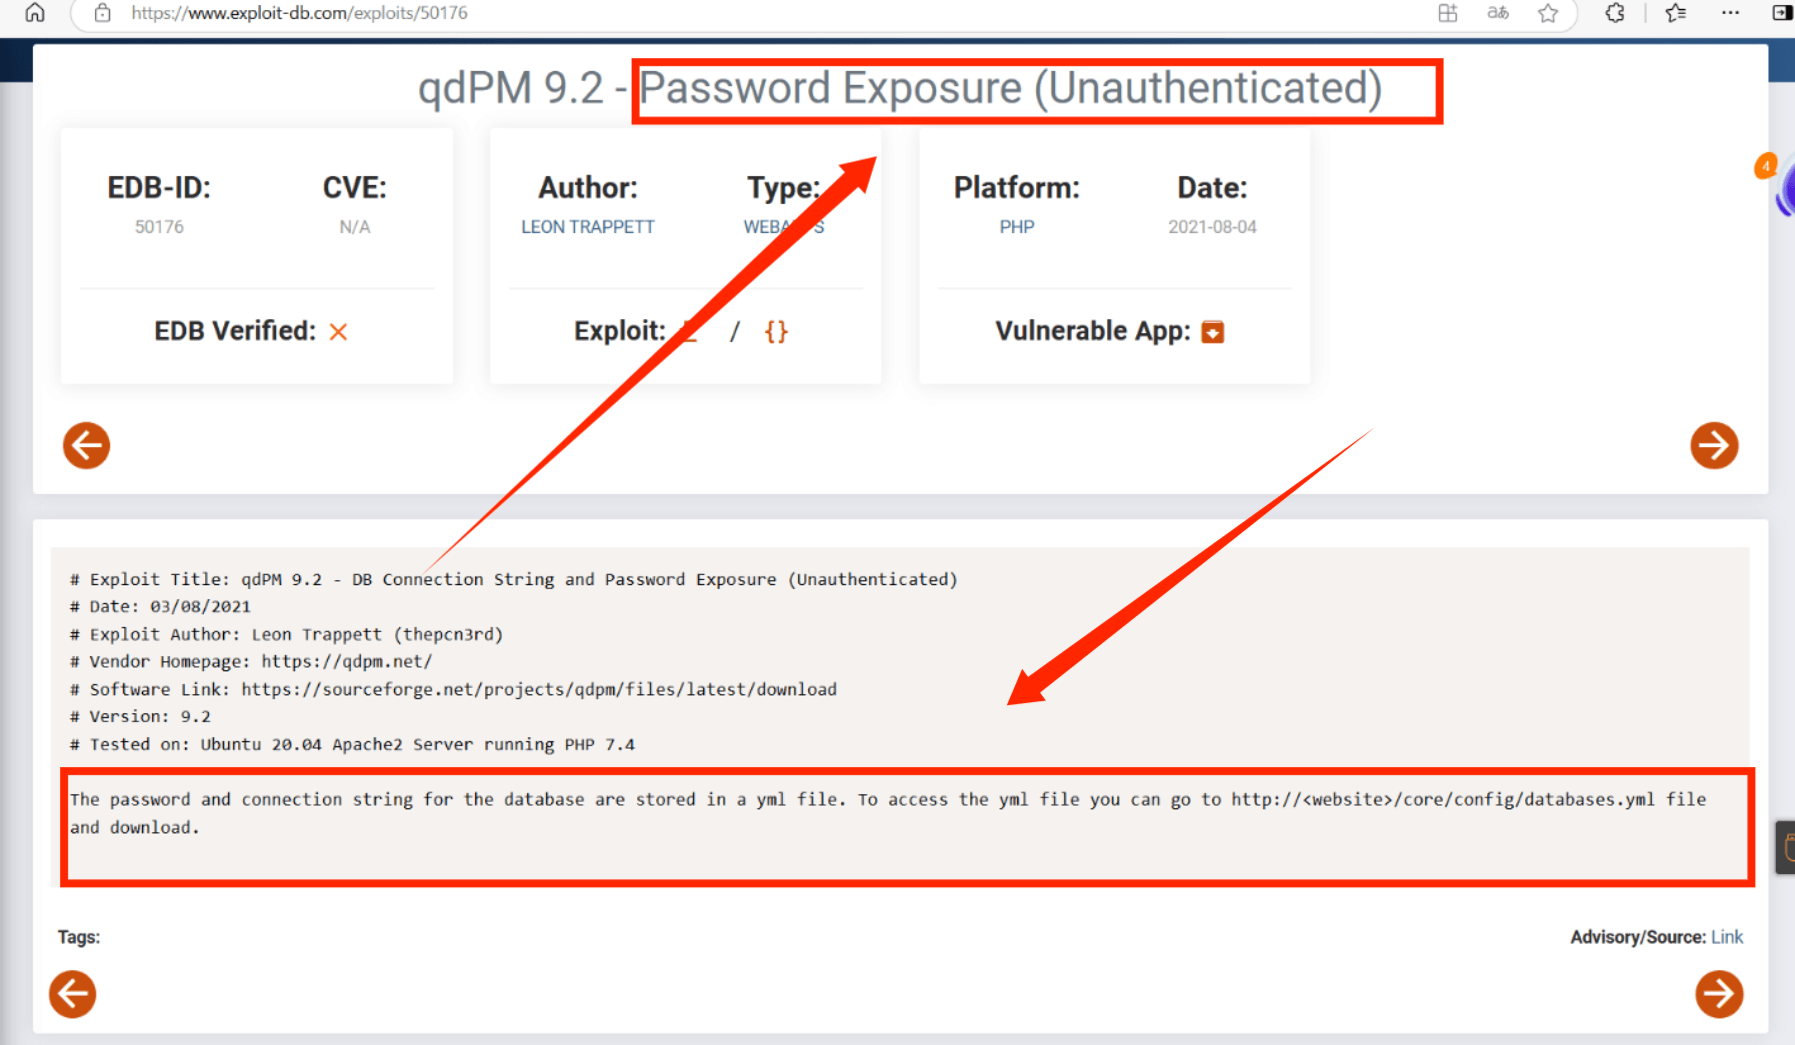 https://www.exploit-db.com/exploits/50176
qdPM 9.2 - Password Exposure (Unauthenticated)
EDB-ID:
50176
CVE:
N/A
Author:
LEON TRAPPETT
Type:
Platform:
PHP
Date:
2021-08-04
EDB Verified:
Exploit: / {}
Vulnerable App:
4
# Exploit Title: qdPM 9.2 - DB Connection String and Password Exposure (Unauthenticated)
# Date: 03/08/2021
# Exploit Author: Leon Trappett (thepcn3rd)
# Vendor Homepage: https://qdpm.net/
# Software Link: https://sourceforge.net/projects/qdpm/files/latest/download
# Version: 9.2
# Tested on: Ubuntu 20.04 Apache2 Server running PHP 7.4
The password and connection string for the database are stored in a yml file. To access the yml file you can go to http://<website>/core/config/databases.yml file
and download.
Tags:
Advisory/Source: Link